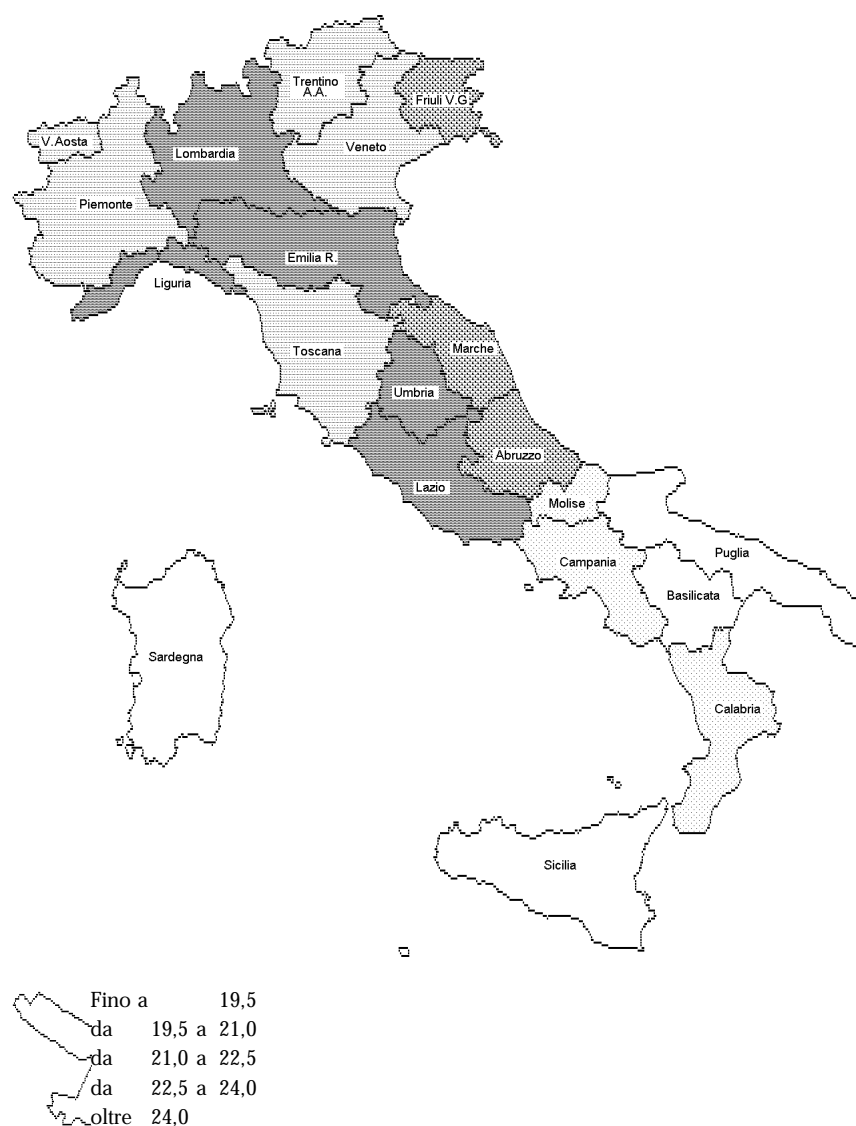 Trentino
A.A.
Friuli V.G.
V.Aosta
Lombardia
Veneto
Piemonte
Emilia R.
Liguria
Toscana
Marche
Umbria
Abruzzo
Lazio
Molise
Puglia
Campania
Basilicata
Sardegna
Calabria
Sicilia
Fino a 19,5
da 19,5 a 21,0
da 21,0 a 22,5
da 22,5 a 24,0
oltre 24,0